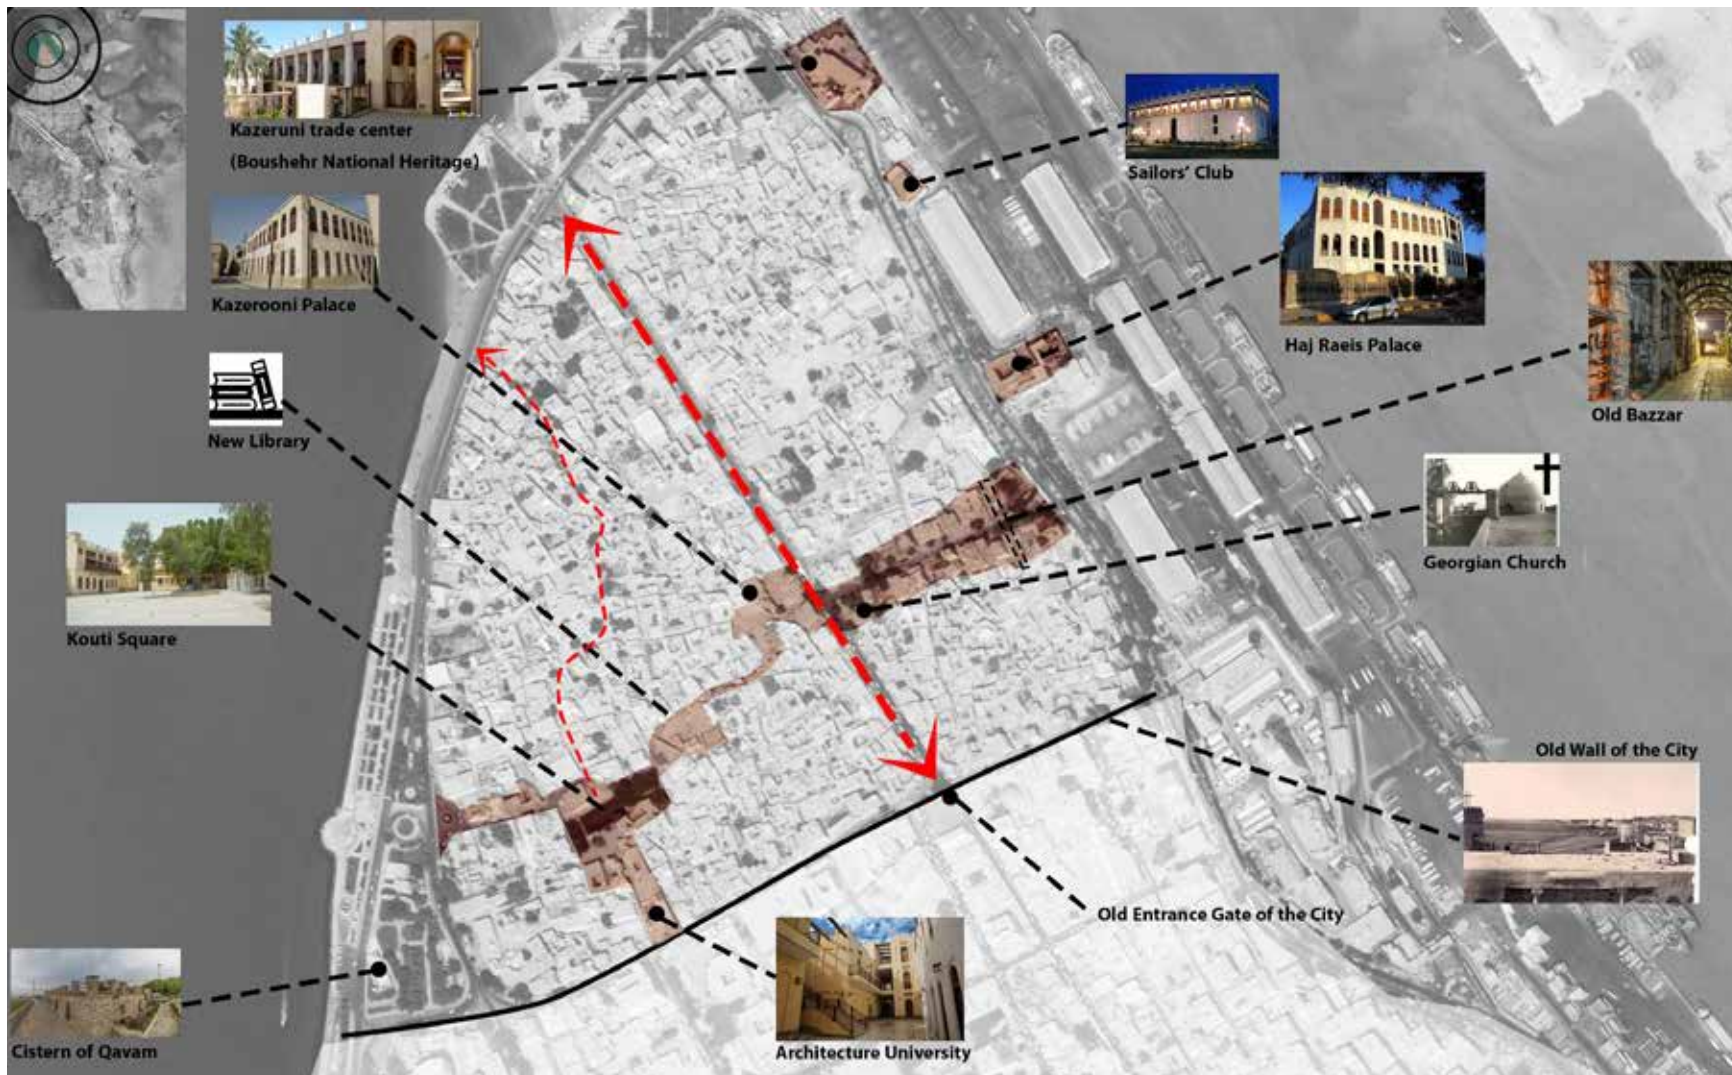 Kazeruni trade center
(Boushehr National Heritage)
Sailors' Club
Kazerooni Palace
Haj Raeis Palace
Old Bazzar
New Library
Georgian Church
Kouti Square
Old Wall of the City
Old Entrance Gate of the City
Cistern of Qavam
Architecture University